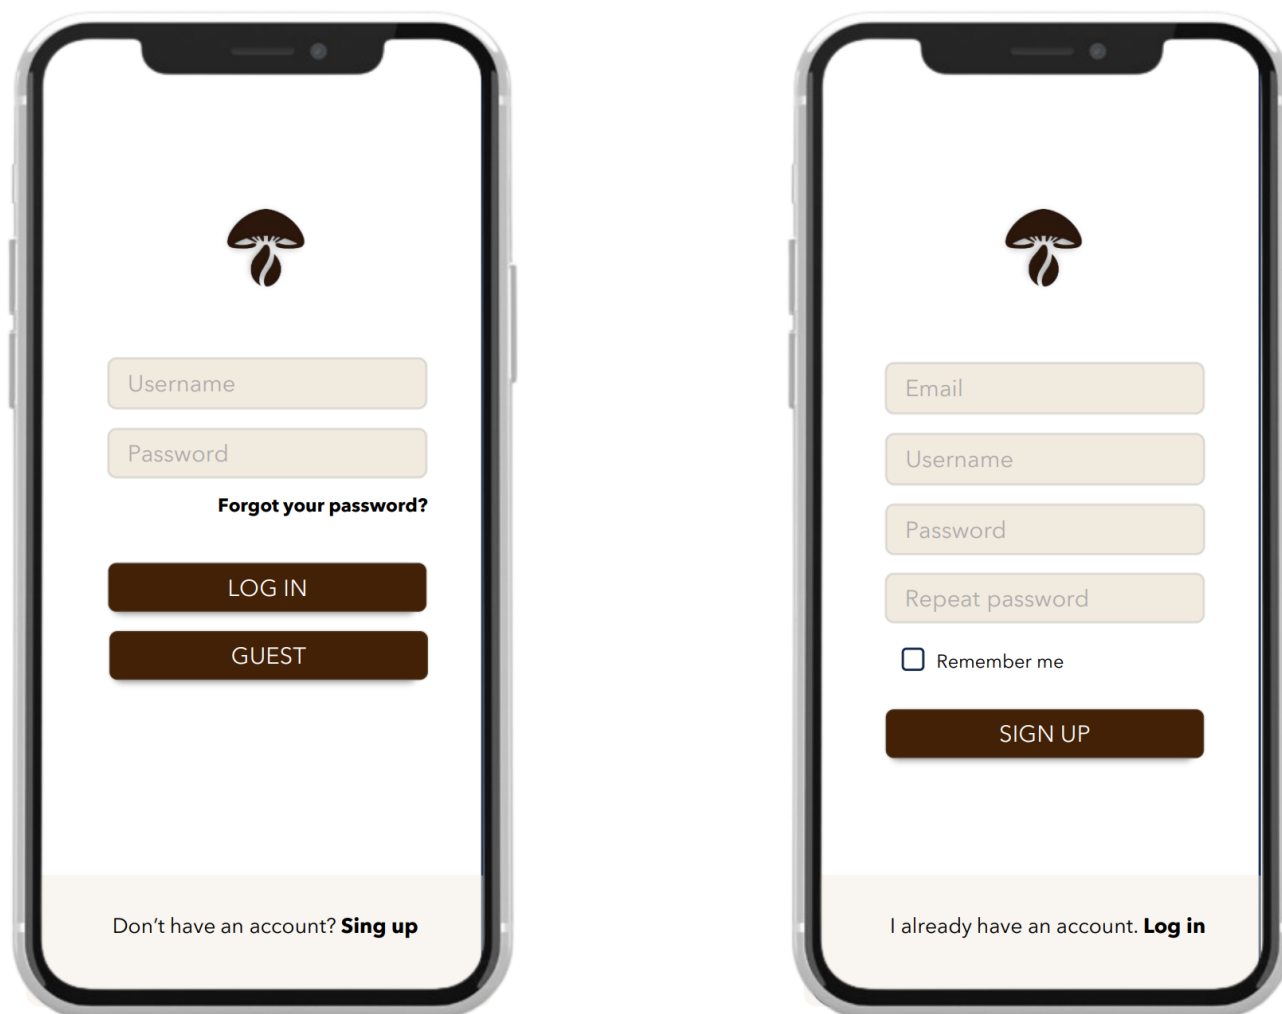 Username
Password
Forgot your password?
LOG IN
GUEST
Don't have an account? Sing up
Email
Username
Password
Repeat password
Remember me
SIGN UP
I already have an account. Log in